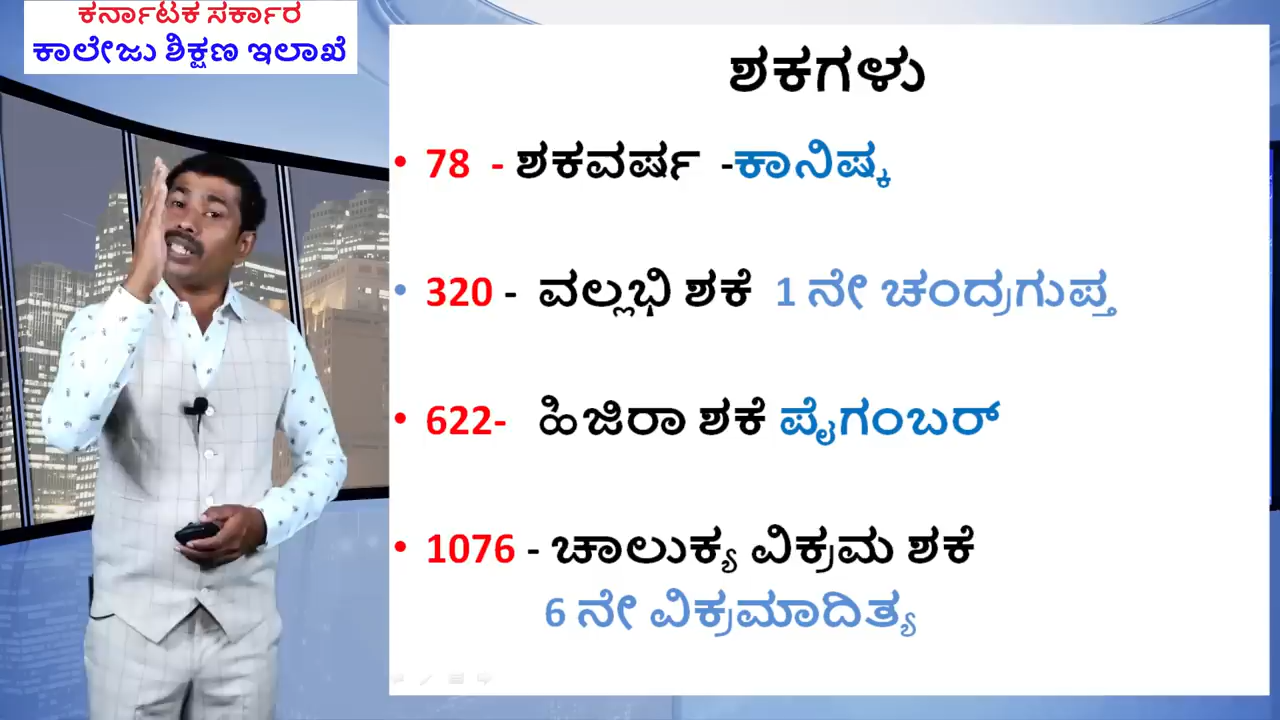 ಕರ್ನಾಟಕ ಸರ್ಕಾರ
ಕಾಲೇಜು ಶಿಕ್ಷಣ ಇಲಾಖೆ
ಶಕಗಳು
• 78 - ಶಕವರ್ಷ -ಕಾನಿಷ್ಕ
• 320 - ವಲ್ಲಭಿ ಶಕೆ 1 ನೇ ಚಂದ್ರಗುಪ್ತ
• 622- ಹಿಜಿರಾ ಶಕೆ ಪೈಗಂಬರ್
• 1076 - ಚಾಲುಕ್ಯ ವಿಕ್ರಮ ಶಕೆ
6 ನೇ ವಿಕ್ರಮಾದಿತ್ಯ